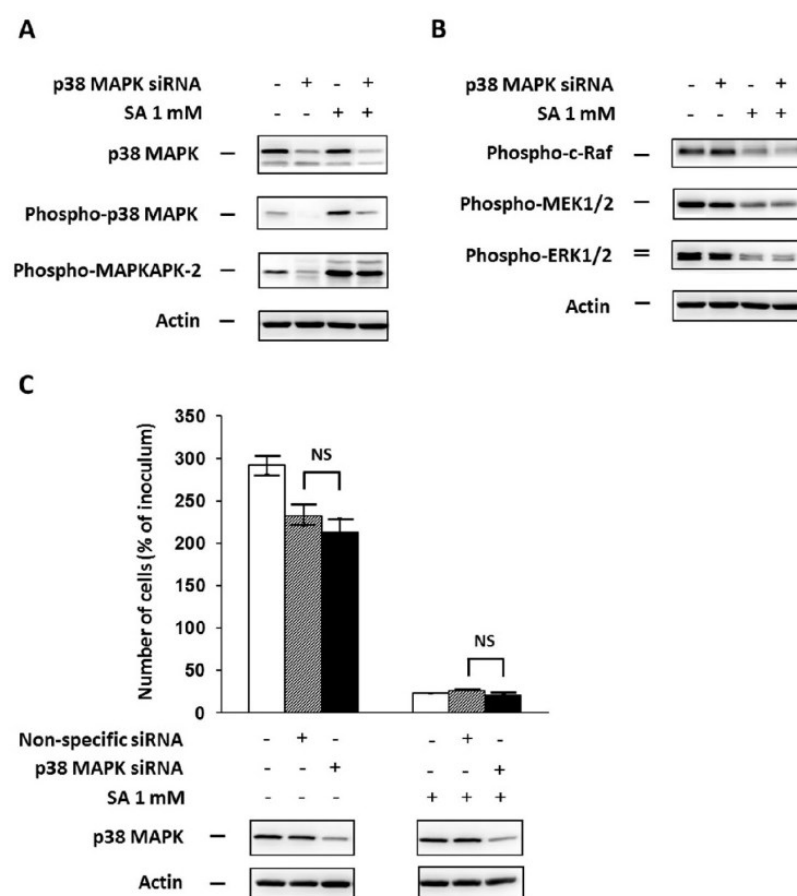 A
p38 MAPK siRNA - + - +
SA 1 mM - - + +
p38 MAPK –
Phospho-p38 MAPK –
Phospho-MAPKAPK-2 –
Actin –
B
p38 MAPK siRNA - + - +
SA 1 mM - - + +
Phospho-c-Raf –
Phospho-MEK1/2 –
Phospho-ERK1/2 =
Actin –
C
Number of cells (% of inoculum)
350
300
250
200
150
100
50
0
NS
NS
Non-specific siRNA - + - - + -
p38 MAPK siRNA - - + - - +
SA 1 mM - - - + + +
p38 MAPK –
Actin –